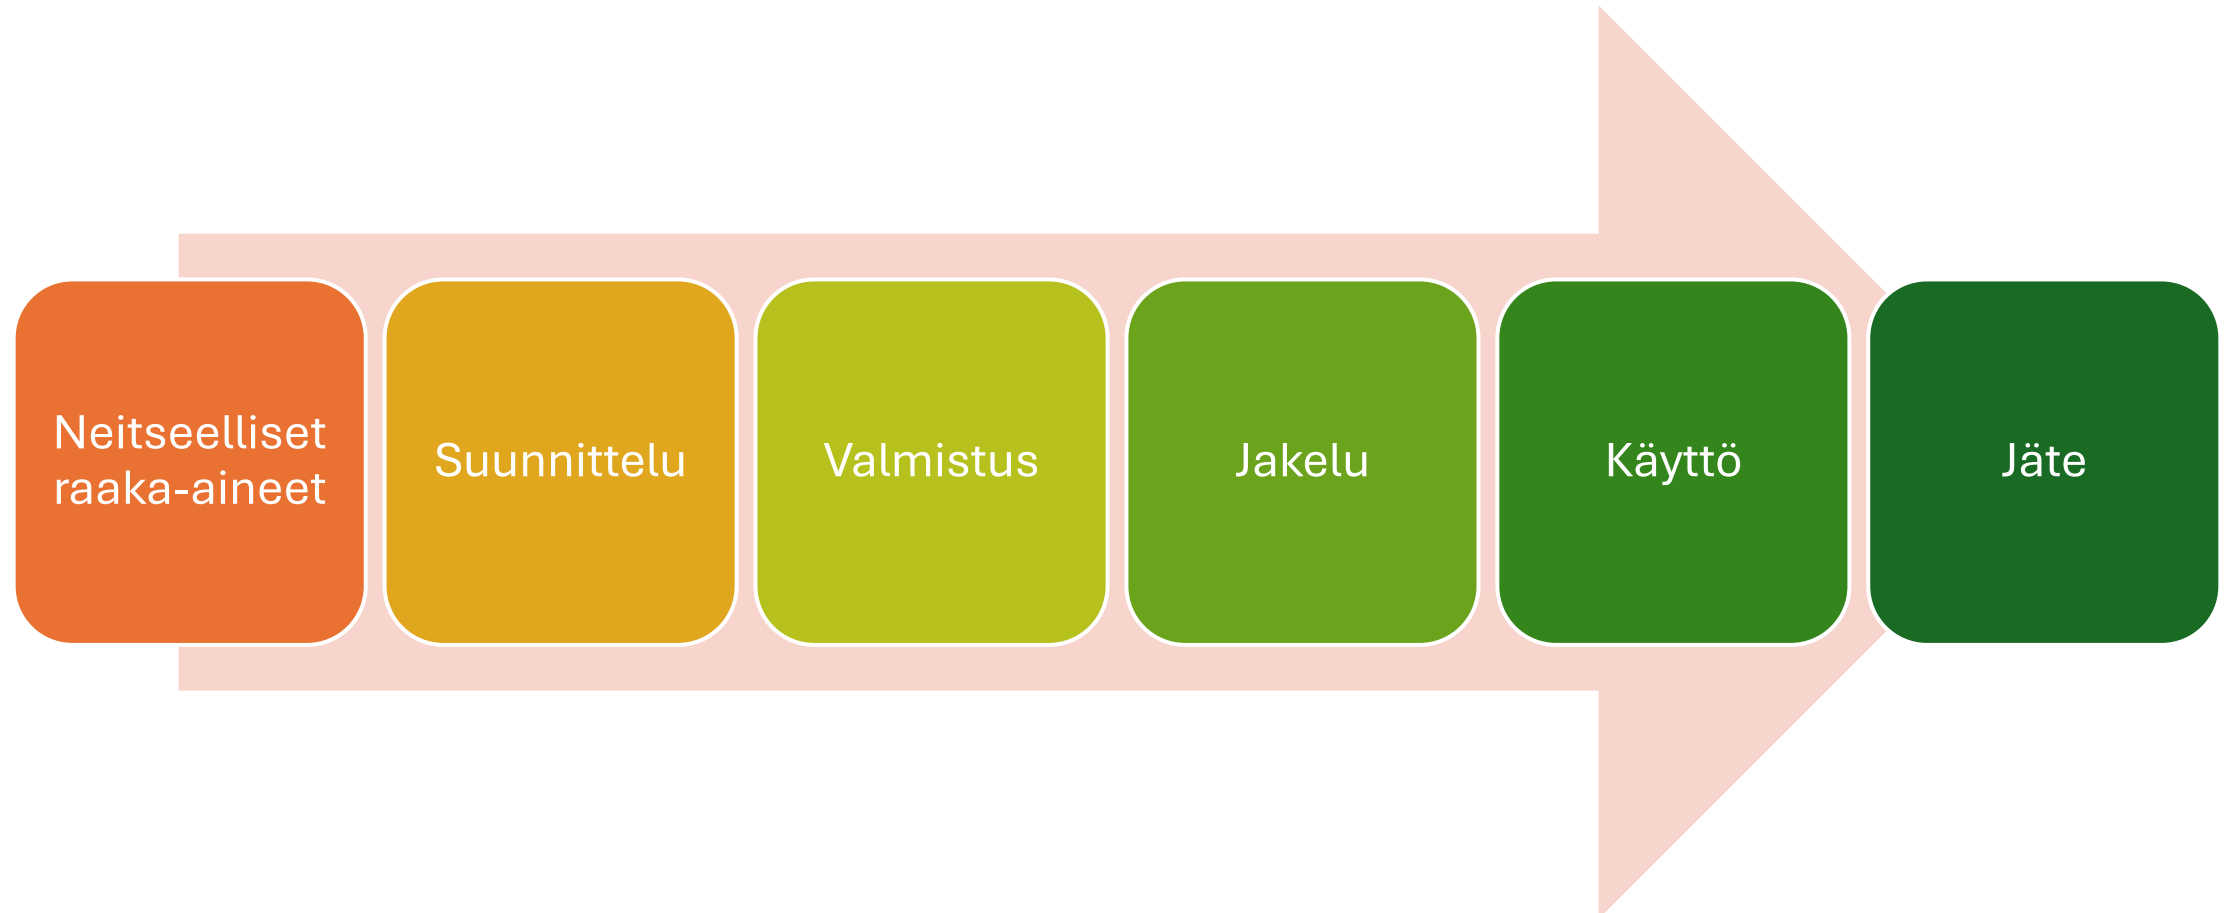 Neitseelliset
raaka-aineet
Suunnittelu
Valmistus
Jakelu
Käyttö
Jäte